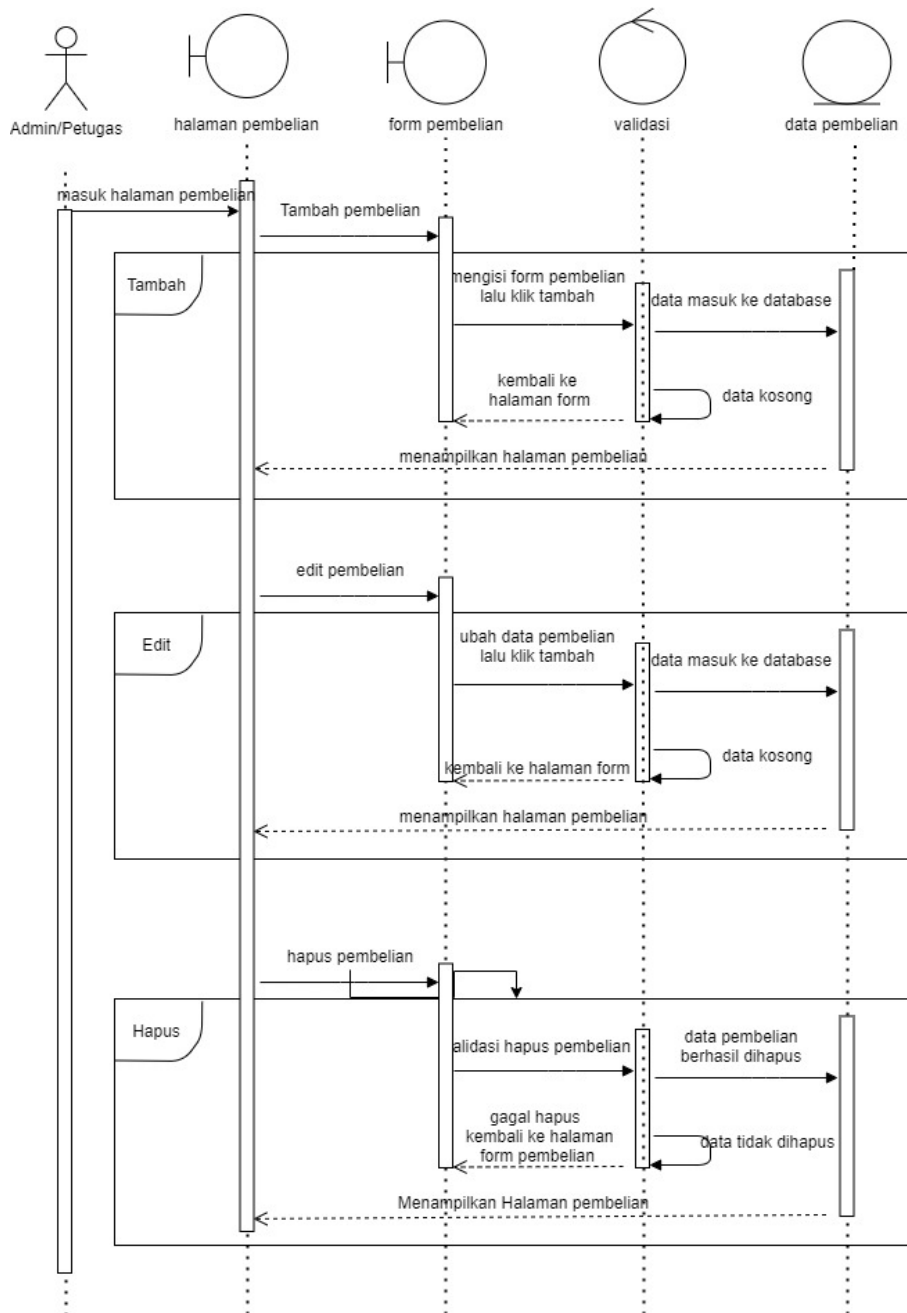 Admin/Petugas
halaman pembelian
form pembelian
validasi
data pembelian
masuk halaman pembelian
Tambah pembelian
Tambah
mengisi form pembelian
lalu klik tambah
data masuk ke database
kembali ke
halaman form
data kosong
menampilkan halaman pembelian
edit pembelian
Edit
ubah data pembelian
lalu klik tambah
data masuk ke database
data kosong
kembali ke halaman form
menampilkan halaman pembelian
hapus pembelian
Hapus
alidasi hapus pembelian
data pembelian
berhasil dihapus
gagal hapus
kembali ke halaman
form pembelian
data tidak dihapus
Menampilkan Halaman pembelian